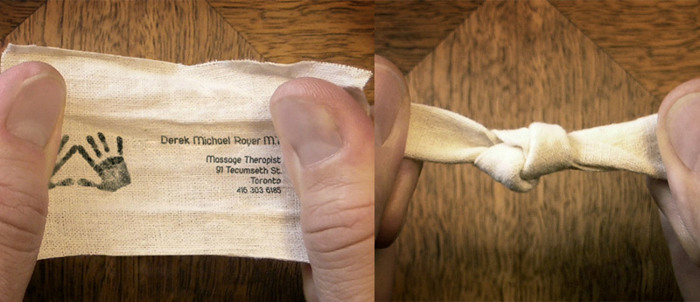 Derek Michael Royer M.T.
Massage Therapist
91 Tecumseth St.
Toronto
416 303 6185